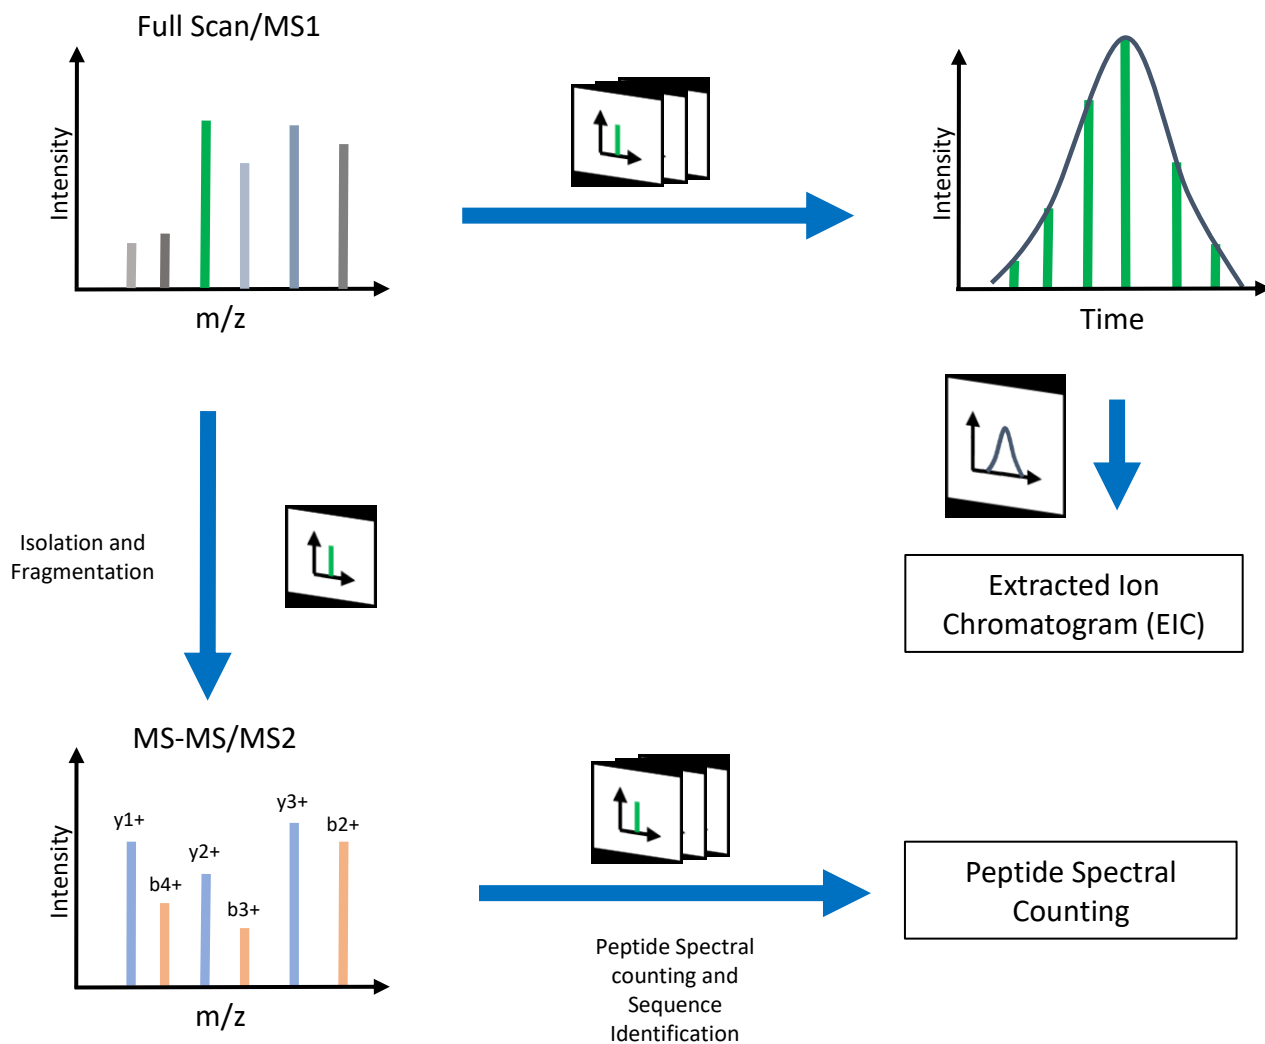 Full Scan/MS1
Intensity
m/z
Intensity
Time
Isolation and
Fragmentation
Extracted Ion
Chromatogram (EIC)
MS-MS/MS2
Intensity
y1+
b4+
y2+
b3+
y3+
b2+
m/z
Peptide Spectral
counting and
Sequence
Identification
Peptide Spectral
Counting